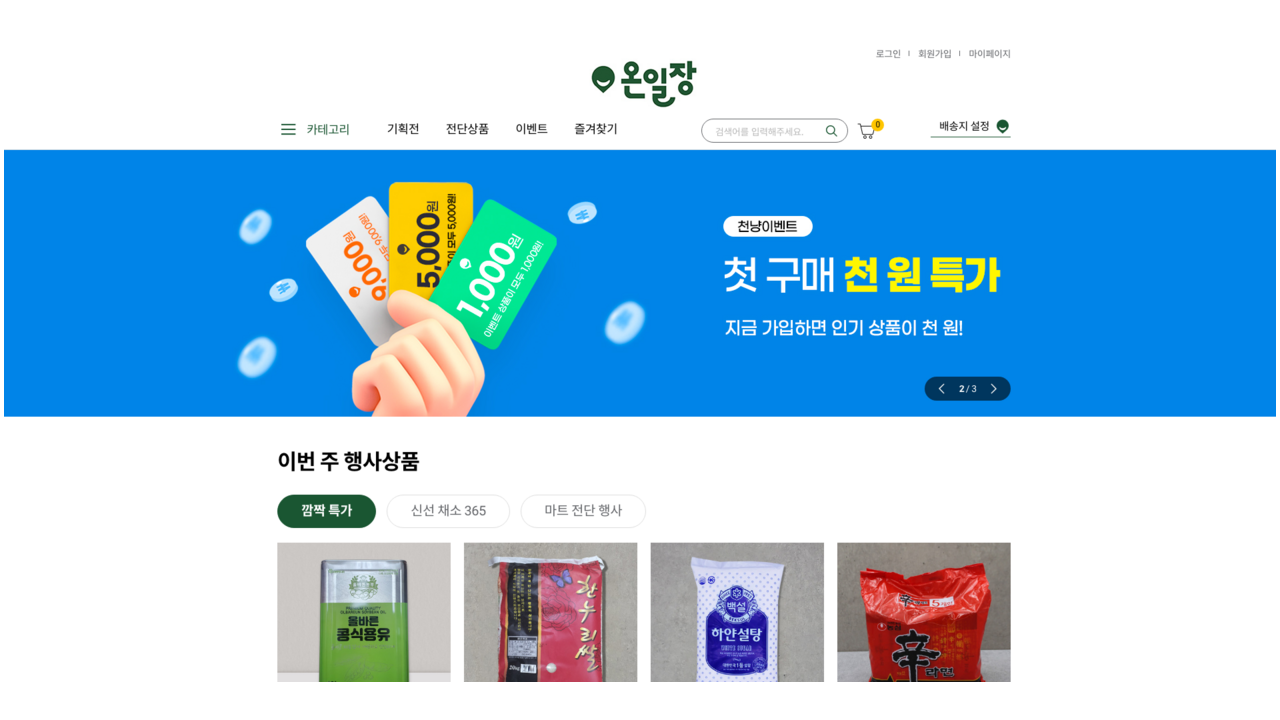 로그인
회원가입
마이페이지
온일장
카테고리
기획전
전단상품
이벤트
즐겨찾기
검색어를 입력해주세요.
0
배송지 설정
9,000원
5,000원
1,000원
이벤트 상품이 모두 1,000원!
천냥이벤트
첫 구매 천 원 특가
지금 가입하면 인기 상품이 천 원!
2 / 3
이번 주 행사상품
깜짝 특가
신선 채소 365
마트 전단 행사
올바른
콩식용유
한누리쌀
20kg
백설
하얀설탕
辛
5
농심
辛
라면